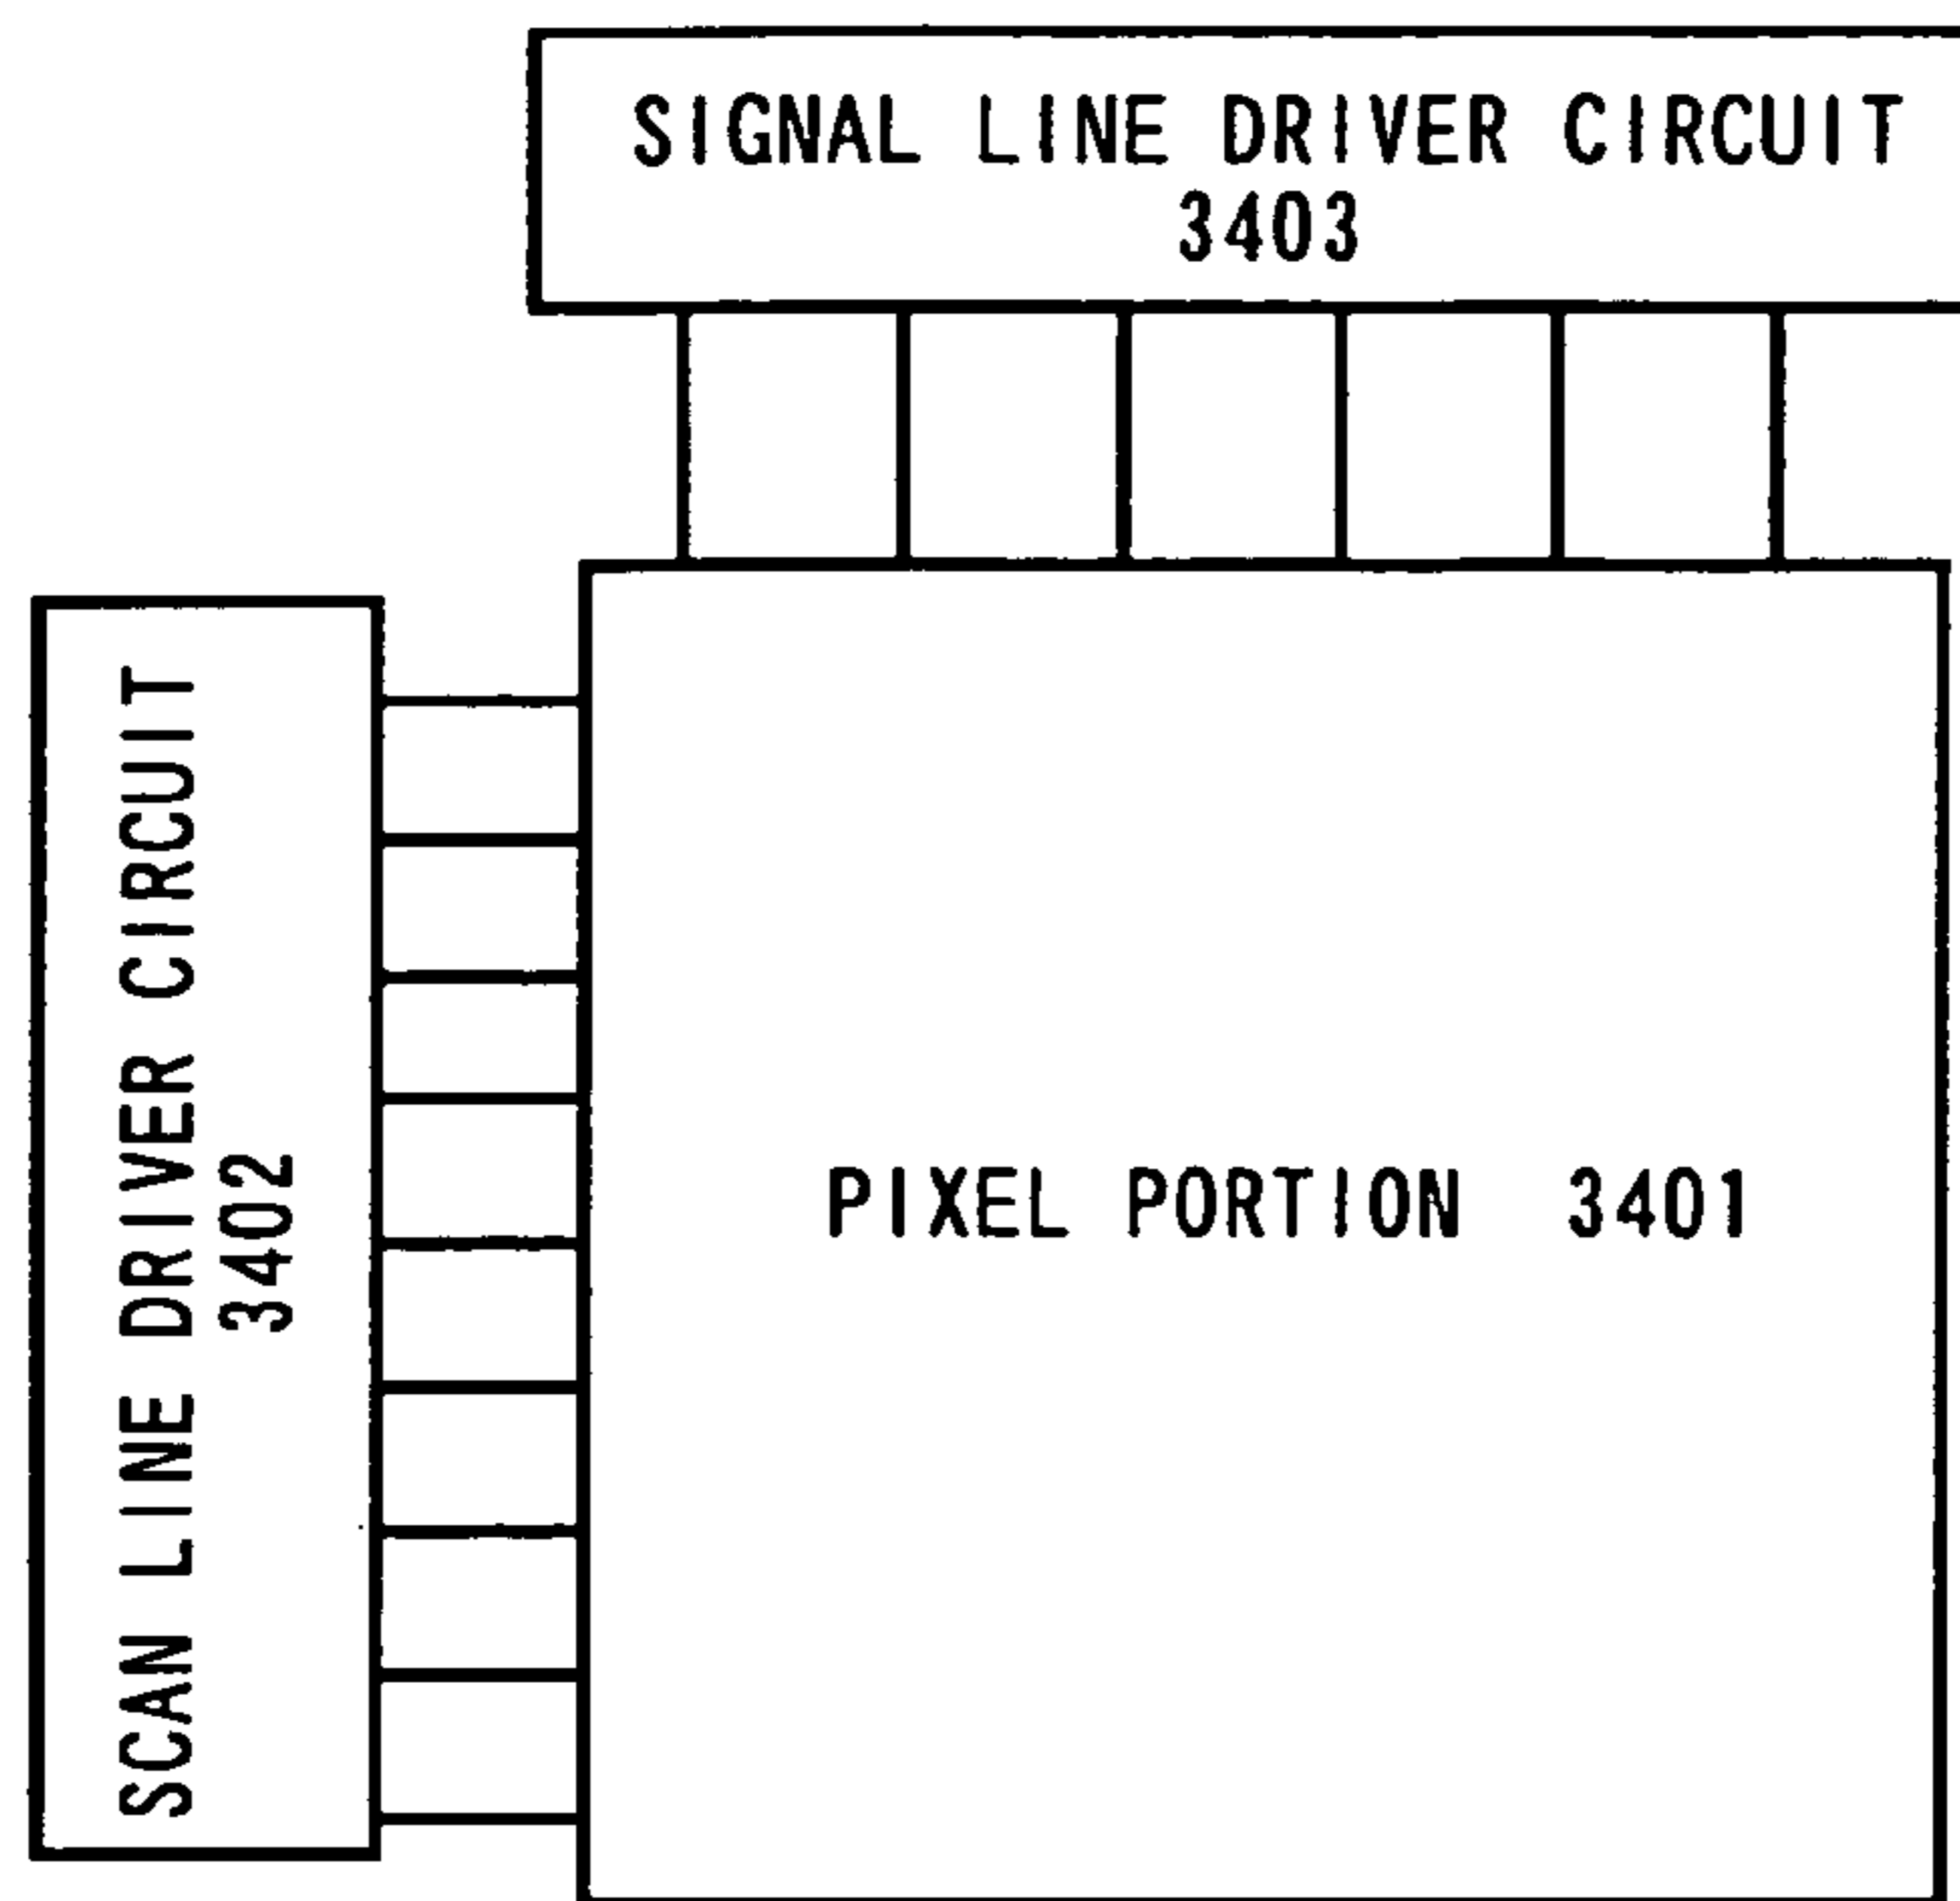 SIGNAL LINE DRIVER CIRCUIT
3403
SCAN LINE DRIVER CIRCUIT
3402
PIXEL PORTION 3401